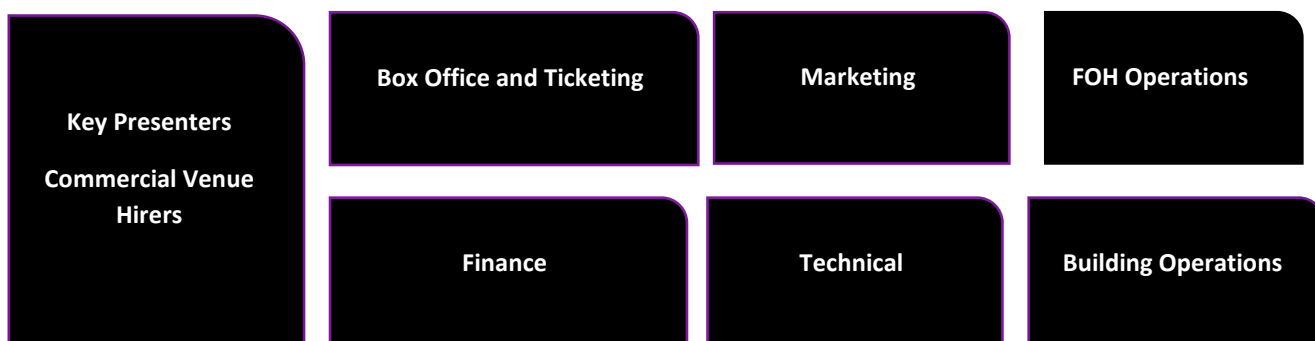 Key Presenters
Commercial Venue
Hirers
Box Office and Ticketing
Marketing
FOH Operations
Finance
Technical
Building Operations